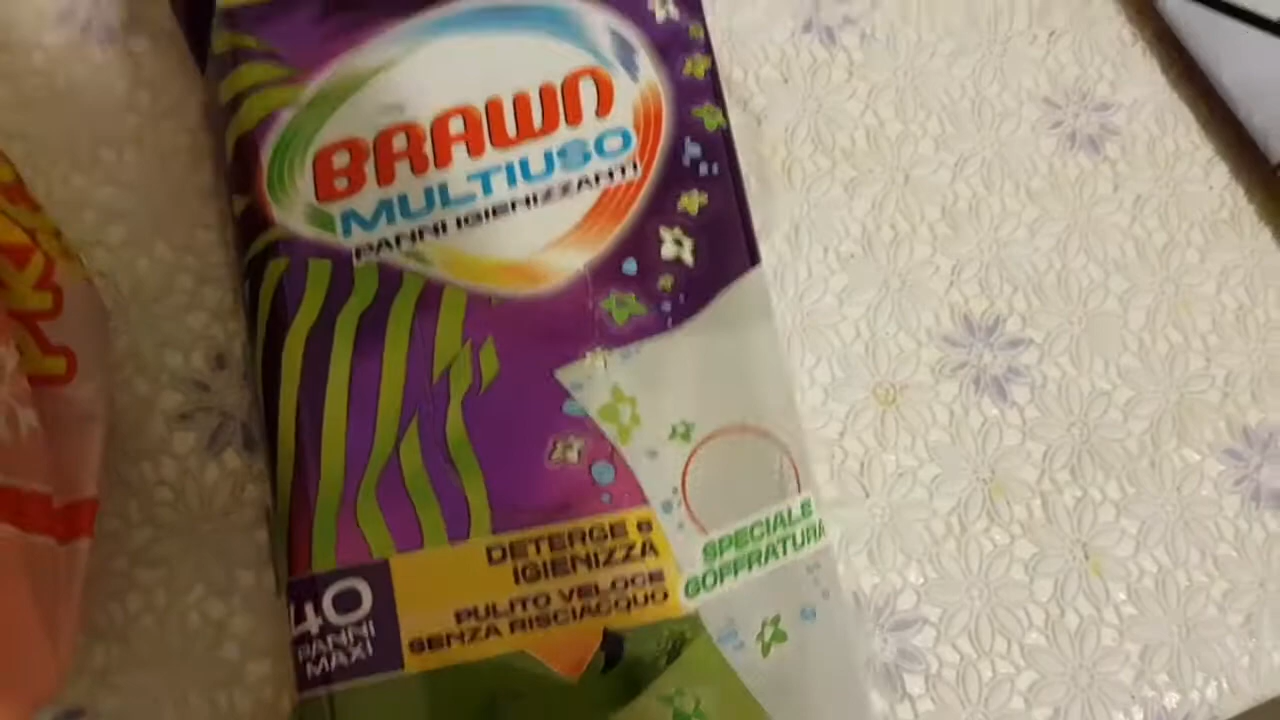 BRAWN
MULTIUSO
PANNI IGIENIZZANTI
DETERGE e
IGIENIZZA
PULITO VELOCE
SENZA RISCIACQUO
40
PANNI
MAXI
SPECIALE
GOFFRATURA